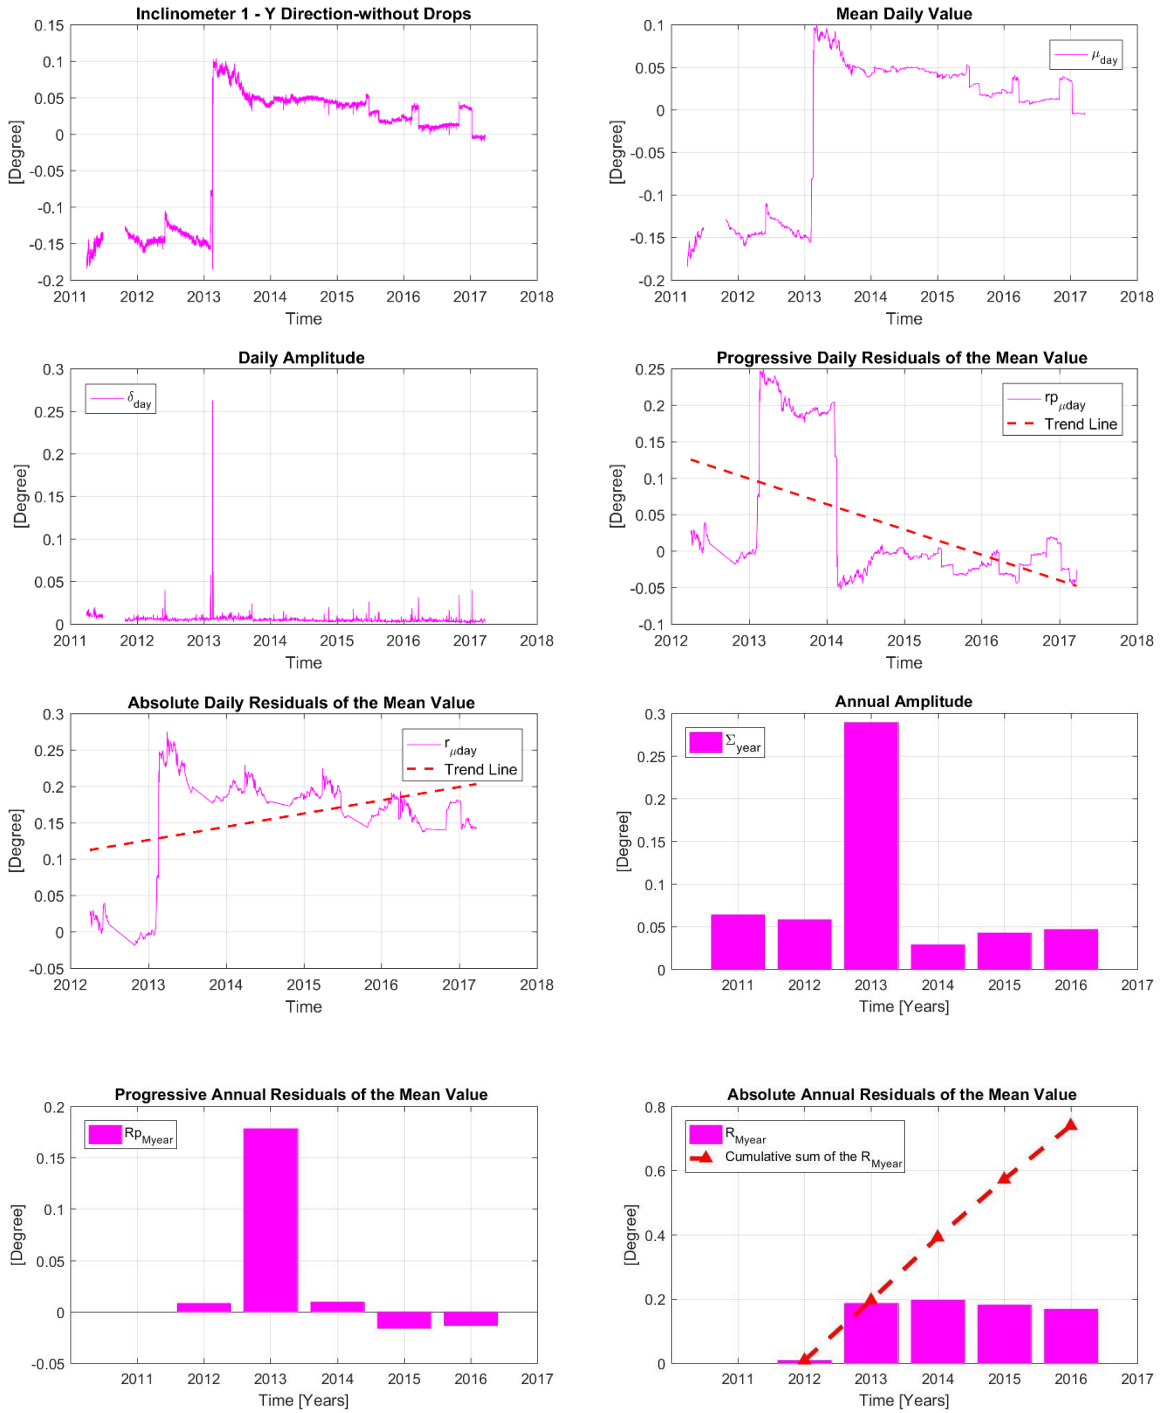 Inclinometer 1 - Y Direction-without Drops
[Degree]
0.15
0.1
0.05
0
-0.05
-0.1
-0.15
-0.2
2011 2012 2013 2014 2015 2016 2017 2018
Time
Mean Daily Value
[Degree]
0.1
0.05
0
-0.05
-0.1
-0.15
-0.2
μday
2011 2012 2013 2014 2015 2016 2017 2018
Time
Daily Amplitude
[Degree]
0.3
0.25
0.2
0.15
0.1
0.05
0
δday
2011 2012 2013 2014 2015 2016 2017 2018
Time
Progressive Daily Residuals of the Mean Value
[Degree]
0.25
0.2
0.15
0.1
0.05
0
-0.05
-0.1
rpμday
Trend Line
2012 2013 2014 2015 2016 2017 2018
Time
Absolute Daily Residuals of the Mean Value
[Degree]
0.3
0.25
0.2
0.15
0.1
0.05
0
-0.05
rμday
Trend Line
2012 2013 2014 2015 2016 2017 2018
Time
Annual Amplitude
[Degree]
0.3
0.25
0.2
0.15
0.1
0.05
0
Σyear
2011 2012 2013 2014 2015 2016 2017
Time [Years]
Progressive Annual Residuals of the Mean Value
[Degree]
0.2
0.15
0.1
0.05
0
-0.05
RpMyear
2011 2012 2013 2014 2015 2016 2017
Time [Years]
Absolute Annual Residuals of the Mean Value
[Degree]
0.8
0.6
0.4
0.2
0
RMyear
Cumulative sum of the RMyear
2011 2012 2013 2014 2015 2016 2017
Time [Years]